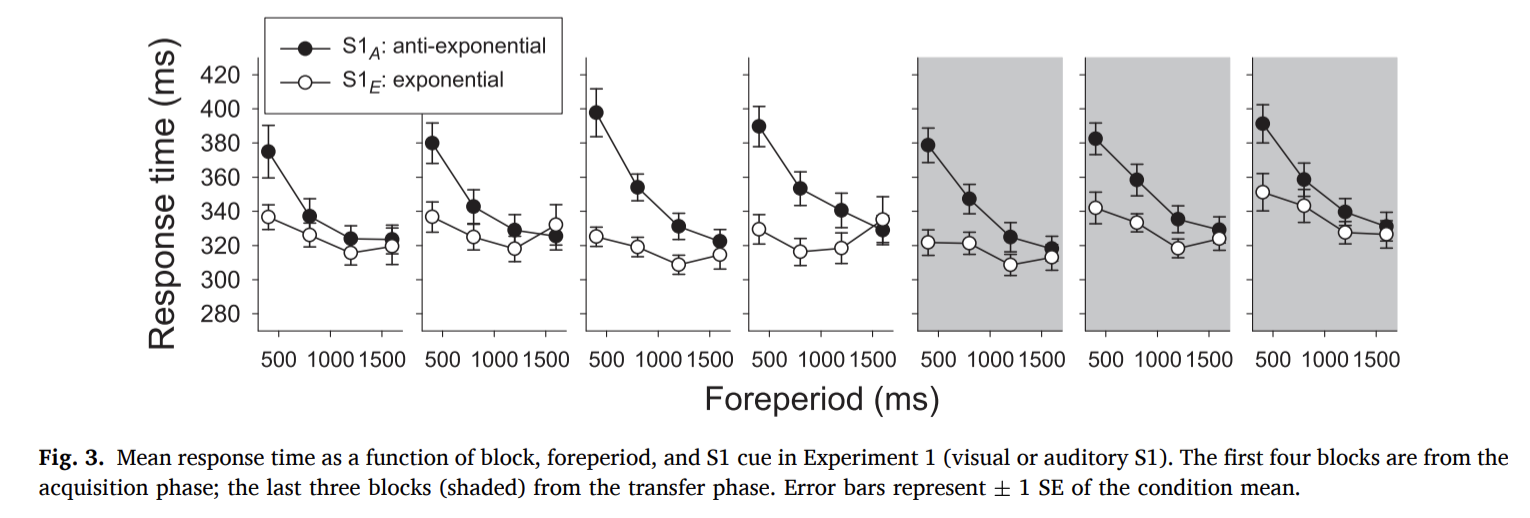 S1A: anti-exponential
S1E: exponential
Response time (ms)
420
400
380
360
340
320
300
280
500 1000 1500 500 1000 1500 500 1000 1500 500 1000 1500 500 1000 1500 500 1000 1500 500 1000 1500
Foreperiod (ms)
Fig. 3. Mean response time as a function of block, foreperiod, and S1 cue in Experiment 1 (visual or auditory S1). The first four blocks are from the
acquisition phase; the last three blocks (shaded) from the transfer phase. Error bars represent ± 1 SE of the condition mean.